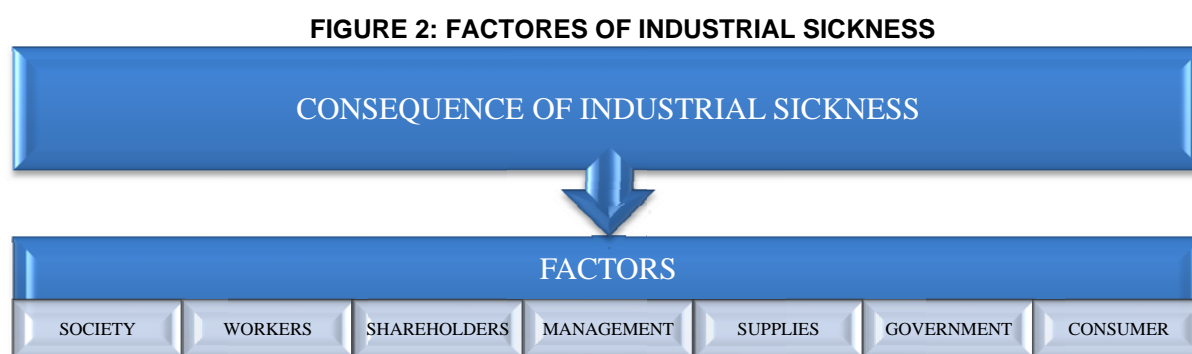 FIGURE 2: FACTORES OF INDUSTRIAL SICKNESS
CONSEQUENCE OF INDUSTRIAL SICKNESS
FACTORS
SOCIETY WORKERS SHAREHOLDERS MANAGEMENT SUPPLIES GOVERNMENT CONSUMER